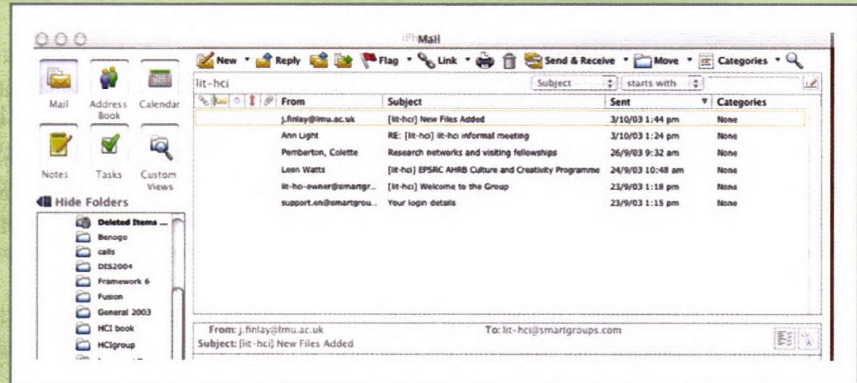 Mail
New Reply Flag Link Send & Receive Move Categories
lit-hci Subject starts with
Mail Address Book Calendar
From Subject Sent Categories
j.finlay@lmu.ac.uk [lit-hci] New Files Added 3/10/03 1:44 pm None
Ann Light RE: [lit-hci] lit-hci informal meeting 3/10/03 1:24 pm None
Pemberton, Colette Research networks and visiting fellowships 26/9/03 9:32 am None
Leon Watts [lit-hci] EPSRC AHRB Culture and Creativity Programme 24/9/03 10:48 am None
lit-hci-owner@smartgr... [lit-hci] Welcome to the Group 23/9/03 1:18 pm None
support.en@smartgrou... Your login details 23/9/03 1:15 pm None
Notes Tasks Custom Views
Hide Folders
Deleted Items ...
Benogo
calls
DIS2004
Framework 6
Fusion
General 2003
HCI book
HCIgroup
From: j.finlay@lmu.ac.uk To: lit-hci@smartgroups.com
Subject: [lit-hci] New Files Added